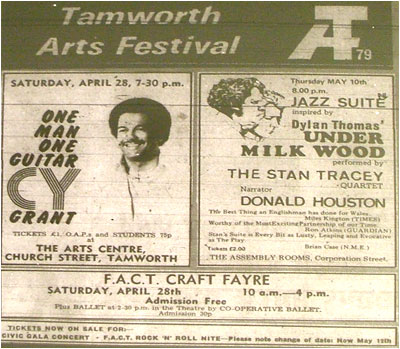 Tamworth
Arts Festival
AT
79
SATURDAY, APRIL 28, 7-30 p.m.
ONE
MAN
ONE
GUITAR
CY
GRANT
TICKETS £1. O.A.P.s and STUDENTS 75p
at
THE ARTS CENTRE,
CHURCH STREET, TAMWORTH
Thursday MAY 10th
8.00 p.m.
JAZZ SUITE
inspired by
Dylan Thomas'
UNDER
MILK WOOD
performed by
THE STAN TRACEY
QUARTET
Narrator
DONALD HOUSTON
The Best Thing an Englishman has done for Wales
Miles Kington (TIMES)
Worthy of the Most Exciting Partnership of our Time.
Ron Atkins (GUARDIAN)
Stan's Suite is Every Bit as Lusty, Leaping and Evocative
as The Play
Brian Case (N.M.E.)
Tickets £2.00
THE ASSEMBLY ROOMS, Corporation Street.
F.A.C.T. CRAFT FAYRE
SATURDAY, APRIL 28th 10 a.m.— 4 p.m.
Admission Free
Plus BALLET at 2-30 p.m. in the Theatre by CO-OPERATIVE BALLET.
Admission 30p
TICKETS NOW ON SALE FOR:—
CIVIC GALA CONCERT - F.A.C.T. ROCK 'N' ROLL NITE—Please note change of date: Now May 12th